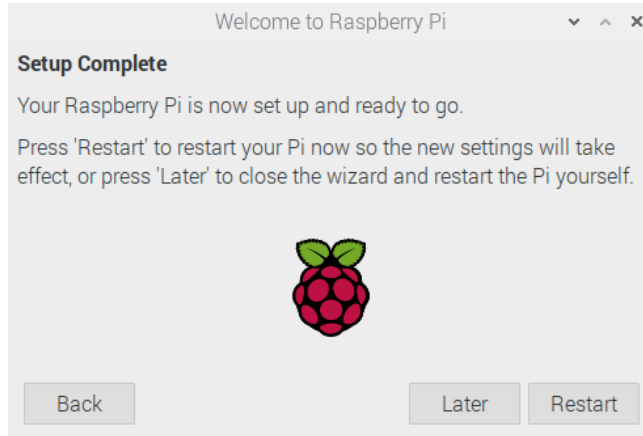 Welcome to Raspberry Pi
Setup Complete
Your Raspberry Pi is now set up and ready to go.
Press 'Restart' to restart your Pi now so the new settings will take
effect, or press 'Later' to close the wizard and restart the Pi yourself.
Back Later Restart